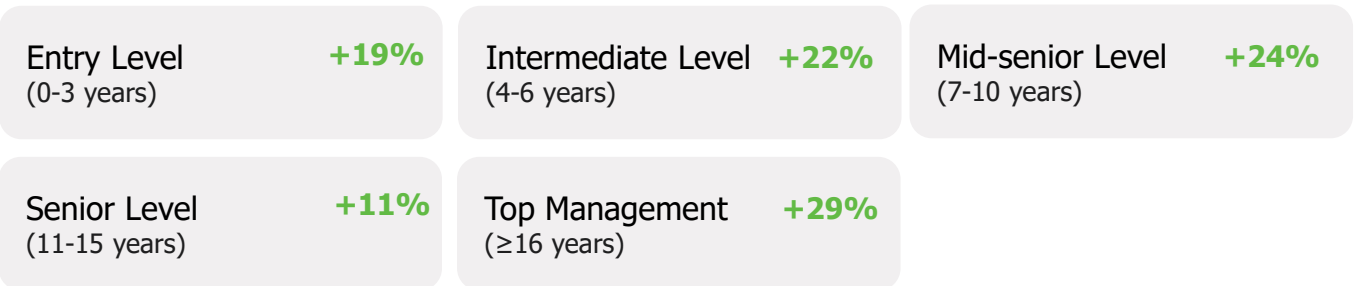 Entry Level +19%
(0-3 years)
Intermediate Level +22%
(4-6 years)
Mid-senior Level +24%
(7-10 years)
Senior Level +11%
(11-15 years)
Top Management +29%
(≥16 years)